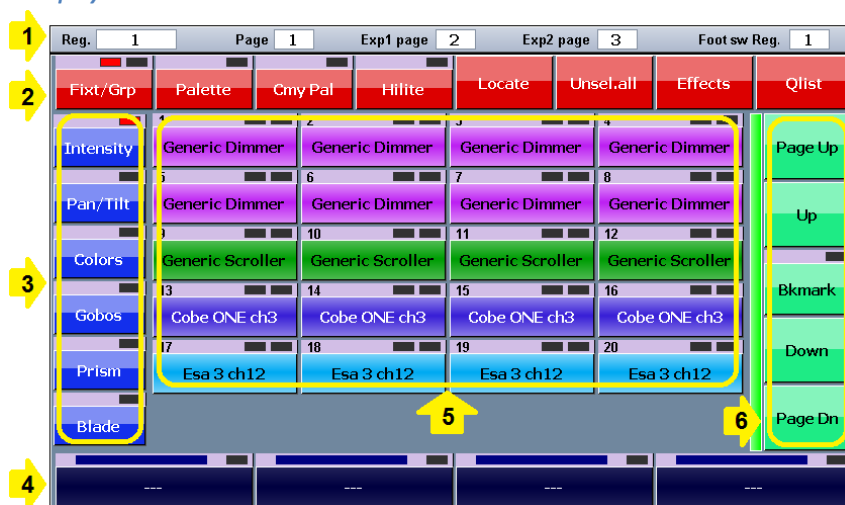 1 Reg. 1 Page 1 Exp1 page 2 Exp2 page 3 Foot sw Reg. 1
2 Fixt/Grp Palette Cmy Pal Hilite Locate Unsel.all Effects Qlist
1 2 3 4
Intensity Generic Dimmer Generic Dimmer Generic Dimmer Generic Dimmer Page Up
5 6 7 8
Pan/Tilt Generic Dimmer Generic Dimmer Generic Dimmer Generic Dimmer Up
9 10 11 12
3 Colors Generic Scroller Generic Scroller Generic Scroller Generic Scroller
13 14 15 16 Bkmark
Gobos Cobe ONE ch3 Cobe ONE ch3 Cobe ONE ch3 Cobe ONE ch3
17 18 19 20 Down
Prism Esa 3 ch12 Esa 3 ch12 Esa 3 ch12 Esa 3 ch12
Blade 5 6 Page Dn
4 --- --- --- ---